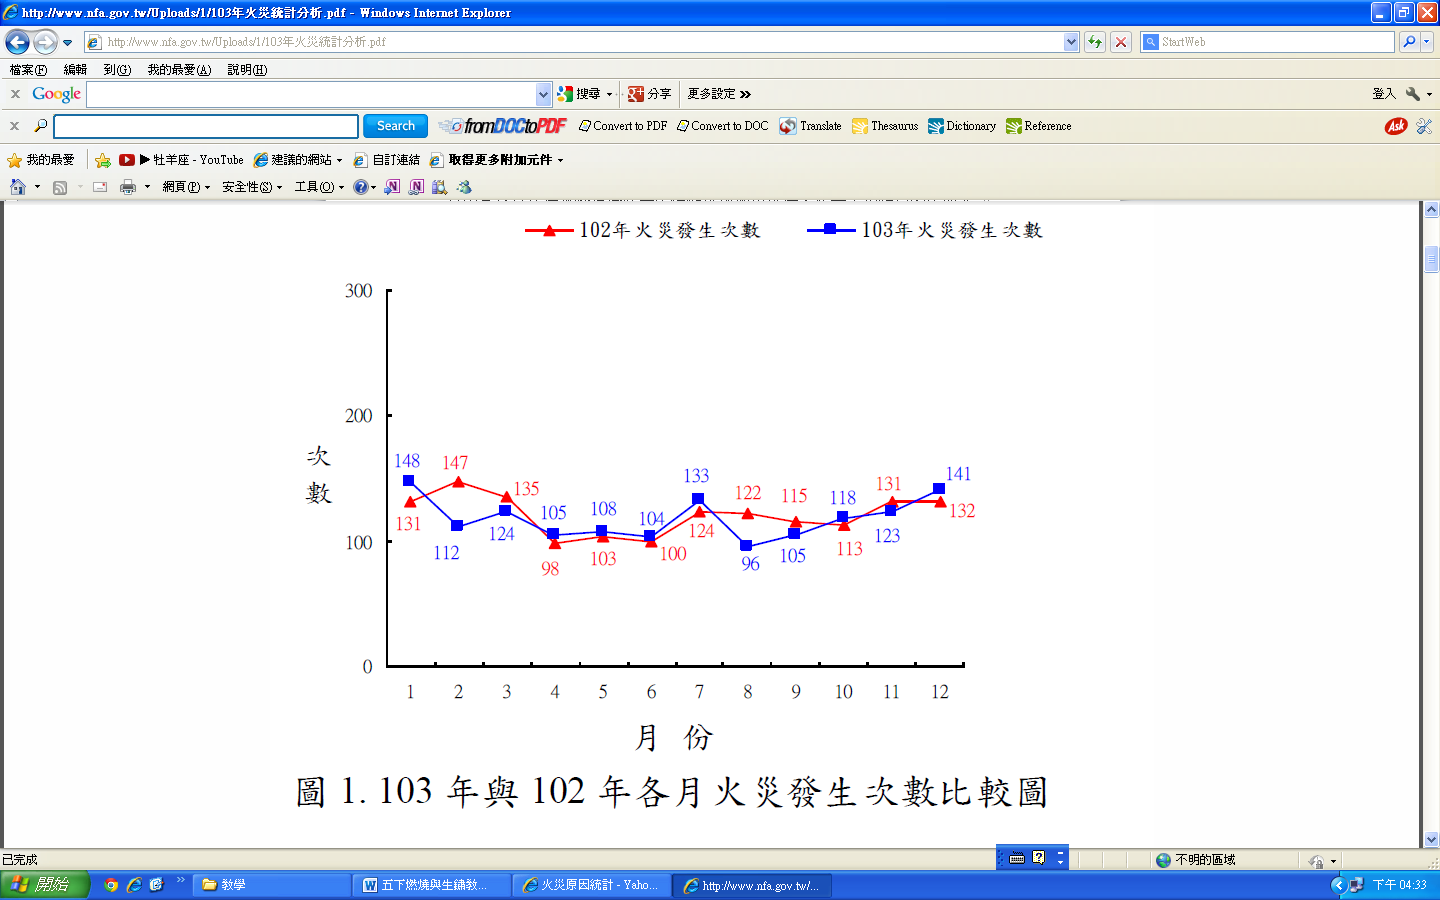 http://www.nfa.gov.tw/Uploads/1/103年火災統計分析.pdf - Windows Internet Explorer
http://www.nfa.gov.tw/Uploads/1/103年火災統計分析.pdf
StartWeb
檔案(F) 編輯 到(G) 我的最愛(A) 說明(H)
x Google 搜尋 分享 更多設定 » 登入
x Search fromDOCtoPDF Convert to PDF Convert to DOC Translate Thesaurus Dictionary Reference Ask
我的最愛 ▶ 牡羊座 - YouTube 建議的網站 自訂連結 取得更多附加元件
網頁(P) 安全性(S) 工具(O)
102年火災發生次數 103年火災發生次數
300
200
100
0
次數
148 147 135 105 108 104 133 122 115 118 131 141
131 112 124 98 103 100 124 96 105 113 123 132
1 2 3 4 5 6 7 8 9 10 11 12
月 份
圖 1. 103 年與 102 年各月火災發生次數比較圖
已完成 不明的區域
開始 教學 五下燃燒與生鏽教... 火災原因統計 - Yaho... http://www.nfa.gov.tw/... 下午 04:33